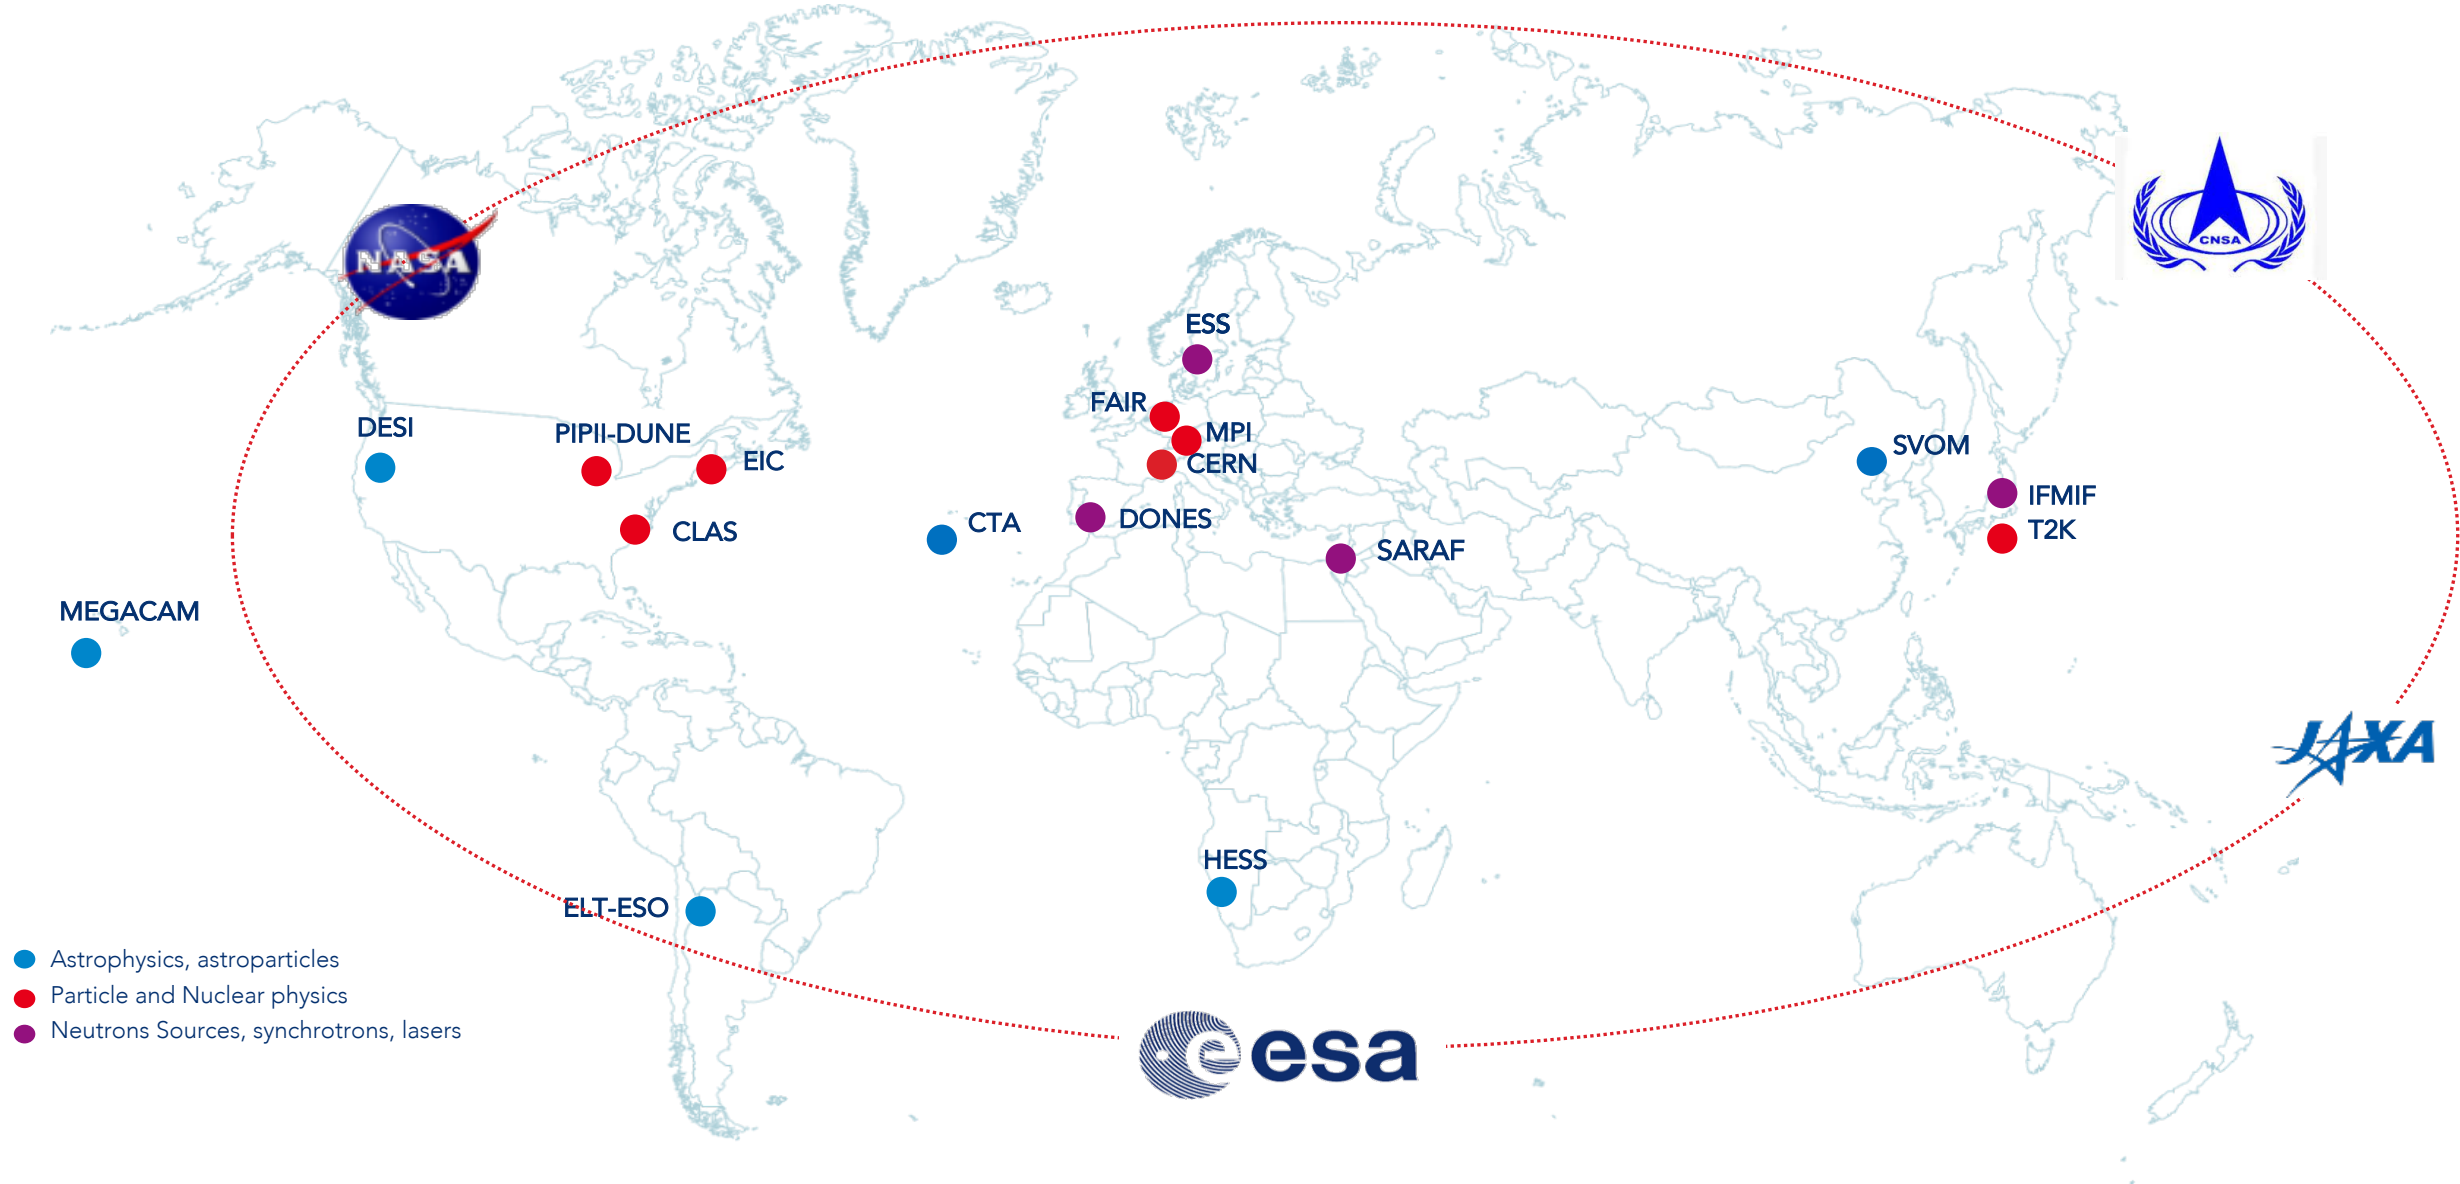 NASA
CNSA
ESS
FAIR
DESI
PIPII-DUNE
MPI
EIC
CERN
SVOM
IFMIF
CTA
DONES
T2K
CLAS
SARAF
MEGACAM
JAXA
HESS
ELT-ESO
Astrophysics, astroparticles
Particle and Nuclear physics
Neutrons Sources, synchrotrons, lasers
esa